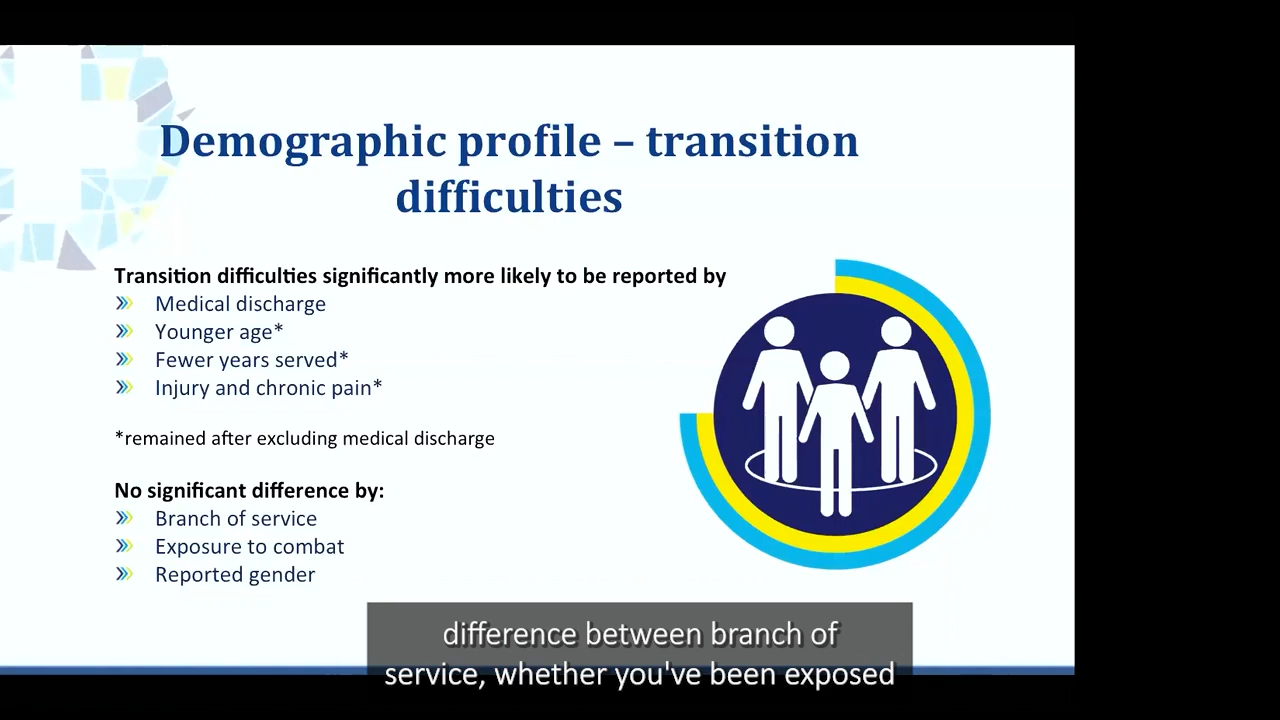 Demographic profile – transition
difficulties
Transition difficulties significantly more likely to be reported by
Medical discharge
Younger age*
Fewer years served*
Injury and chronic pain*
*remained after excluding medical discharge
No significant difference by:
Branch of service
Exposure to combat
Reported gender
difference between branch of
service, whether you've been exposed